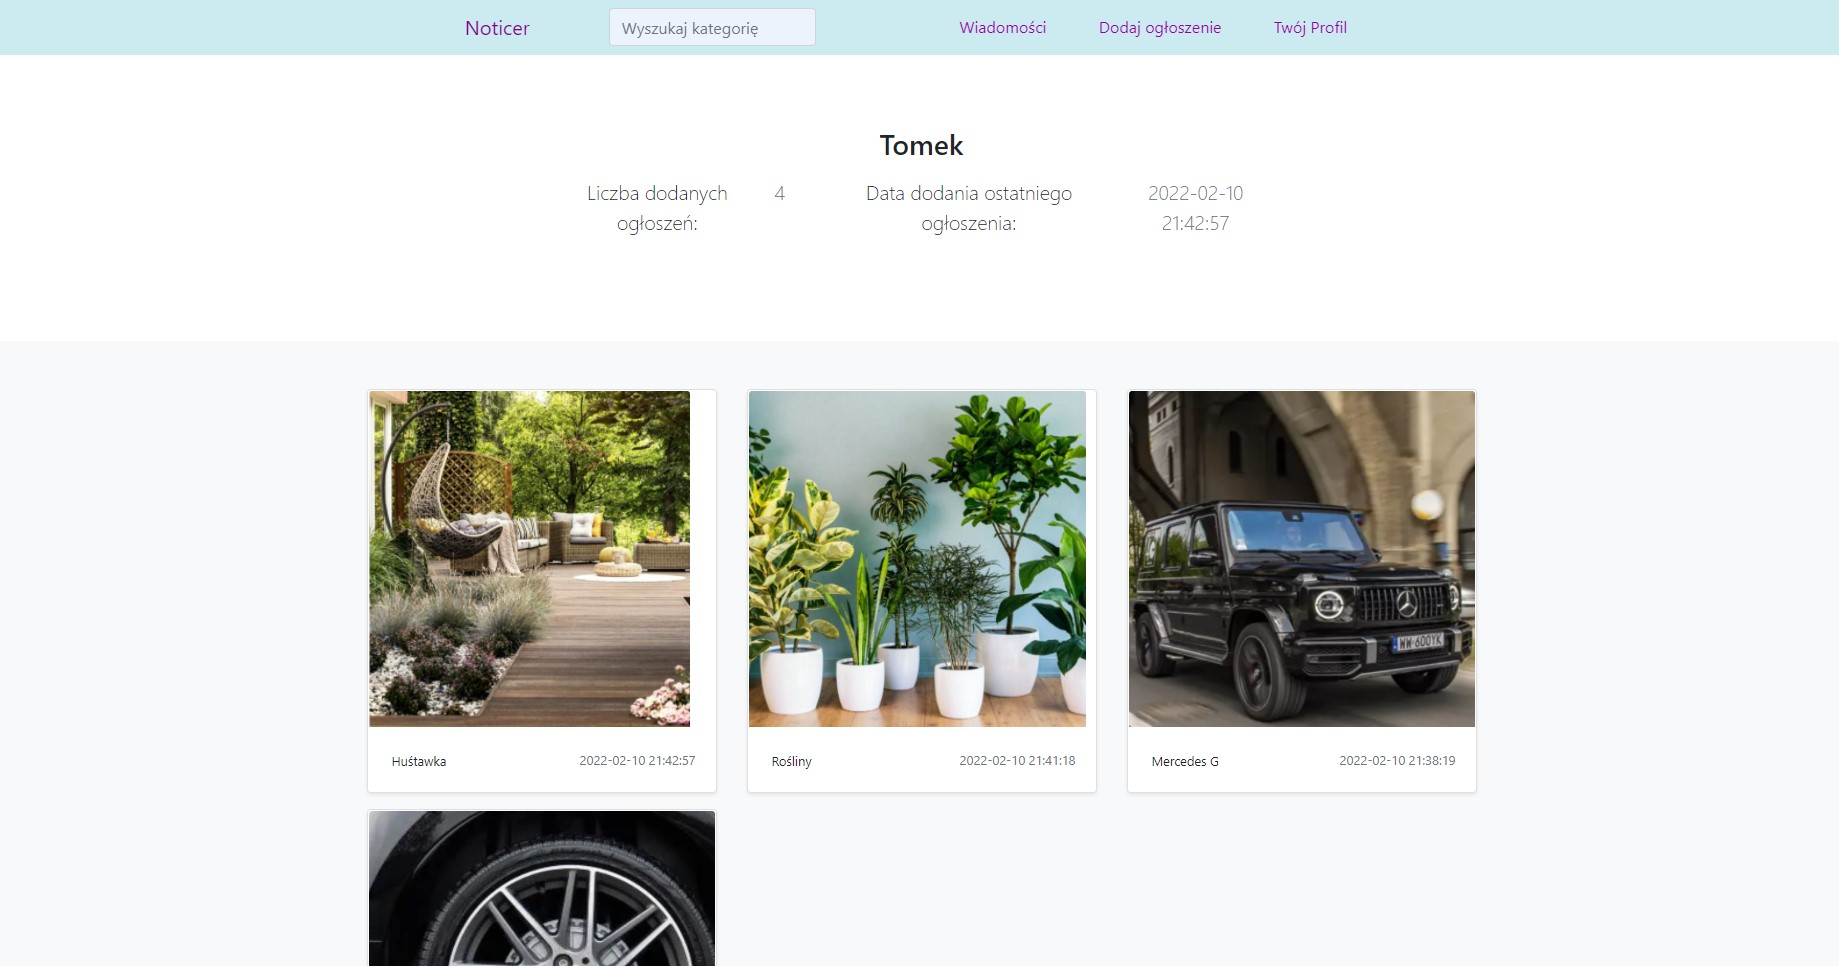 Noticer
Wyszukaj kategorię
Wiadomości
Dodaj ogłoszenie
Twój Profil
Tomek
Liczba dodanych
ogłoszeń:
4
Data dodania ostatniego
ogłoszenia:
2022-02-10
21:42:57
WW 600YK
Huśtawka
2022-02-10 21:42:57
Rośliny
2022-02-10 21:41:18
Mercedes G
2022-02-10 21:38:19